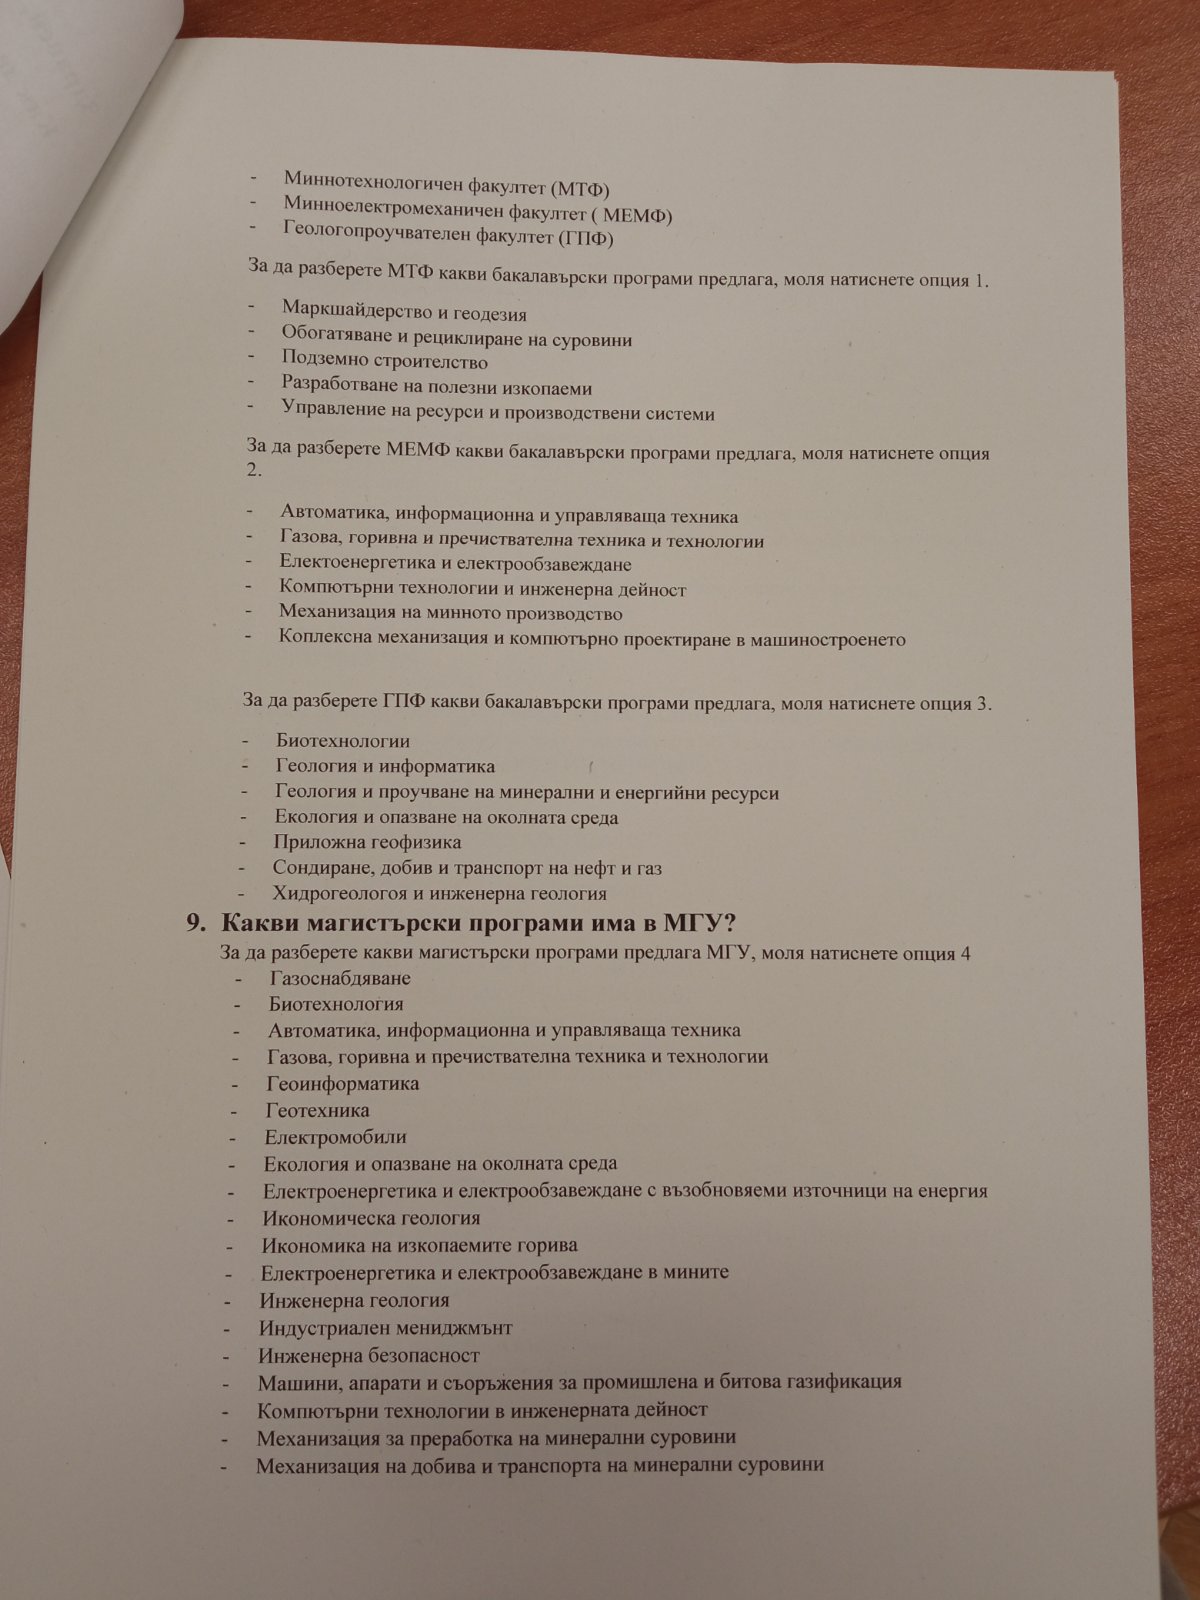 - Миннотехнологичен факултет (МТФ)
- Минноелектромеханичен факултет ( МЕМФ)
- Геологопроучвателен факултет (ГПФ)
За да разберете МТФ какви бакалавърски програми предлага, моля натиснете опция 1.
- Маркшайдерство и геодезия
- Обогатяване и рециклиране на суровини
- Подземно строителство
- Разработване на полезни изкопаеми
- Управление на ресурси и производствени системи
За да разберете МЕМФ какви бакалавърски програми предлага, моля натиснете опция
2.
- Автоматика, информационна и управляваща техника
- Газова, горивна и пречиствателна техника и технологии
- Електоенергетика и електрообзавеждане
- Компютърни технологии и инженерна дейност
- Механизация на минното производство
- Коплексна механизация и компютърно проектиране в машиностроенето
За да разберете ГПФ какви бакалавърски програми предлага, моля натиснете опция 3.
- Биотехнологии
- Геология и информатика
- Геология и проучване на минерални и енергийни ресурси
- Екология и опазване на околната среда
- Приложна геофизика
- Сондиране, добив и транспорт на нефт и газ
- Хидрогеологоя и инженерна геология
9. Какви магистърски програми има в МГУ?
За да разберете какви магистърски програми предлага МГУ, моля натиснете опция 4
- Газоснабдяване
- Биотехнология
- Автоматика, информационна и управляваща техника
- Газова, горивна и пречиствателна техника и технологии
- Геоинформатика
- Геотехника
- Електромобили
- Екология и опазване на околната среда
- Електроенергетика и електрообзавеждане с възобновяеми източници на енергия
- Икономическа геология
- Икономика на изкопаемите горива
- Електроенергетика и електрообзавеждане в мините
- Инженерна геология
- Индустриален мениджмънт
- Инженерна безопасност
- Машини, апарати и съоръжения за промишлена и битова газификация
- Компютърни технологии в инженерната дейност
- Механизация за преработка на минерални суровини
- Механизация на добива и транспорта на минерални суровини